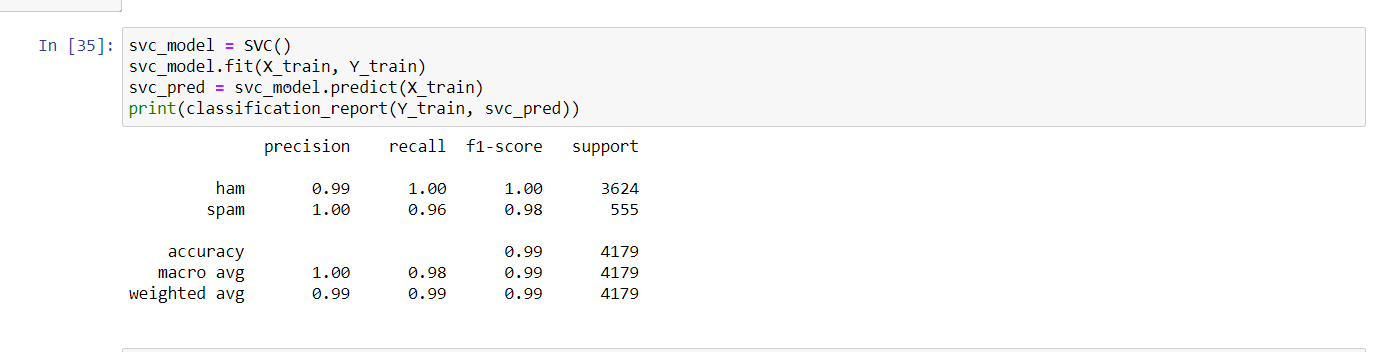 In [35]: svc_model = SVC()
svc_model.fit(X_train, Y_train)
svc_pred = svc_model.predict(X_train)
print(classification_report(Y_train, svc_pred))
precision recall f1-score support
ham 0.99 1.00 1.00 3624
spam 1.00 0.96 0.98 555
accuracy 0.99 4179
macro avg 1.00 0.98 0.99 4179
weighted avg 0.99 0.99 0.99 4179